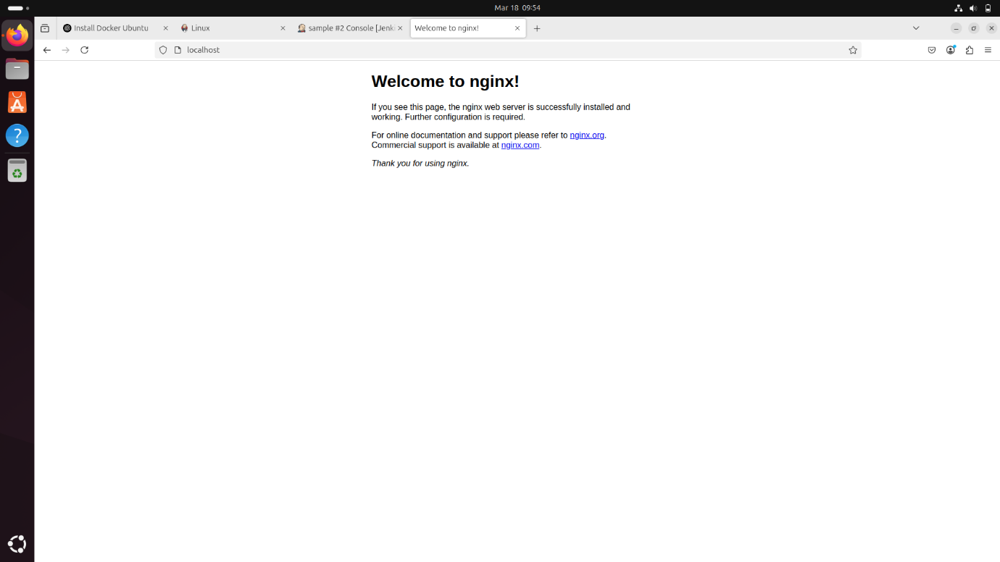 Mar 18 09:54
Install Docker Ubuntu
Linux
sample #2 Console [Jenki
Welcome to nginx!
localhost
Welcome to nginx!
If you see this page, the nginx web server is successfully installed and
working. Further configuration is required.
For online documentation and support please refer to nginx.org.
Commercial support is available at nginx.com.
Thank you for using nginx.